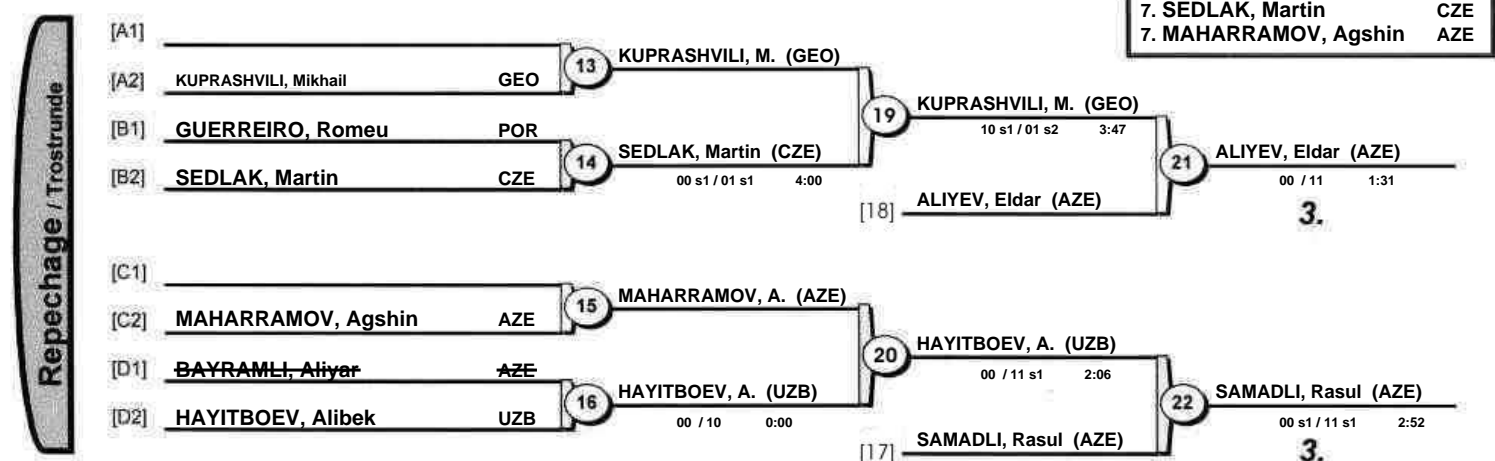 7. SEDLAK, Martin CZE
7. MAHARRAMOV, Agshin AZE
Repechage / Trostrunde
[A1]
[A2] KUPRASHVILI, Mikhail GEO
13 KUPRASHVILI, M. (GEO)
[B1] GUERREIRO, Romeu POR
[B2] SEDLAK, Martin CZE
14 SEDLAK, Martin (CZE)
00 s1 / 01 s1 4:00
19 KUPRASHVILI, M. (GEO)
10 s1 / 01 s2 3:47
[18] ALIYEV, Eldar (AZE)
21 ALIYEV, Eldar (AZE)
00 / 11 1:31
3.
[C1]
[C2] MAHARRAMOV, Agshin AZE
15 MAHARRAMOV, A. (AZE)
[D1] BAYRAMLI, Aliyar AZE
[D2] HAYITBOEV, Alibek UZB
16 HAYITBOEV, A. (UZB)
00 / 10 0:00
20 HAYITBOEV, A. (UZB)
00 / 11 s1 2:06
[17] SAMADLI, Rasul (AZE)
22 SAMADLI, Rasul (AZE)
00 s1 / 11 s1 2:52
3.